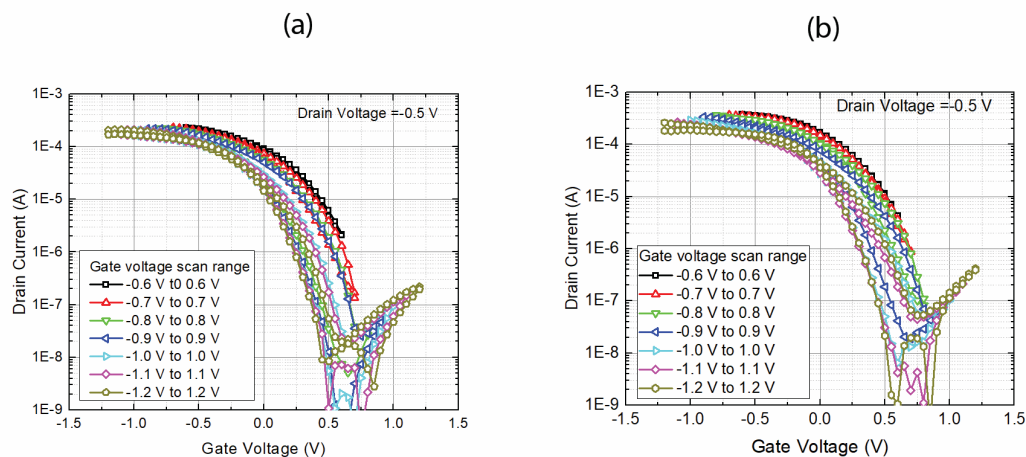 (a)
(b)
Drain Voltage =-0.5 V
Gate voltage scan range
-0.6 V to 0.6 V
-0.7 V to 0.7 V
-0.8 V to 0.8 V
-0.9 V to 0.9 V
-1.0 V to 1.0 V
-1.1 V to 1.1 V
-1.2 V to 1.2 V
1E-3
1E-4
1E-5
1E-6
1E-7
1E-8
1E-9
Drain Current (A)
-1.5 -1.0 -0.5 0.0 0.5 1.0 1.5
Gate Voltage (V)
Drain Voltage =-0.5 V
Gate voltage scan range
-0.6 V to 0.6 V
-0.7 V to 0.7 V
-0.8 V to 0.8 V
-0.9 V to 0.9 V
-1.0 V to 1.0 V
-1.1 V to 1.1 V
-1.2 V to 1.2 V
1E-3
1E-4
1E-5
1E-6
1E-7
1E-8
1E-9
Drain Current (A)
-1.5 -1.0 -0.5 0.0 0.5 1.0 1.5
Gate Voltage (V)